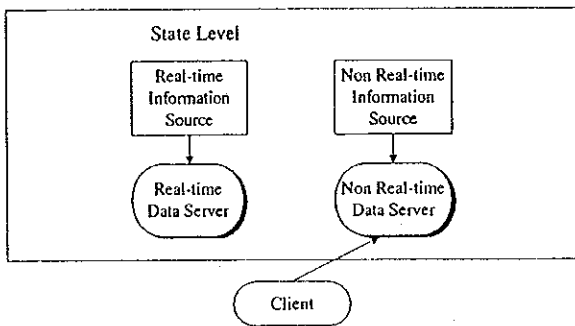 State Level
Real-time
Information
Source
Non Real-time
Information
Source
Real-time
Data Server
Non Real-time
Data Server
Client